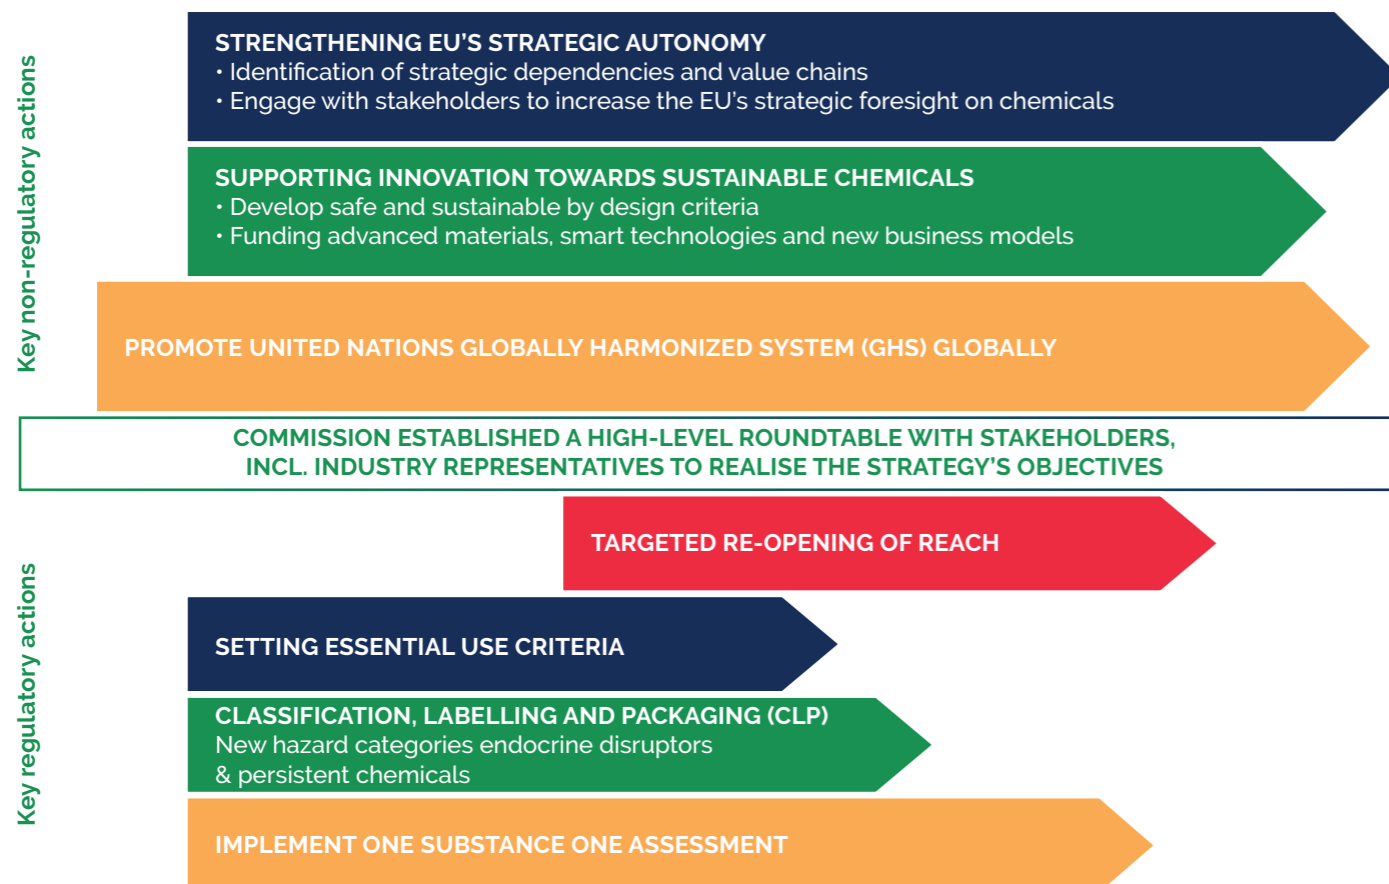 Key non-regulatory actions
STRENGTHENING EU'S STRATEGIC AUTONOMY
• Identification of strategic dependencies and value chains
• Engage with stakeholders to increase the EU's strategic foresight on chemicals
SUPPORTING INNOVATION TOWARDS SUSTAINABLE CHEMICALS
• Develop safe and sustainable by design criteria
• Funding advanced materials, smart technologies and new business models
PROMOTE UNITED NATIONS GLOBALLY HARMONIZED SYSTEM (GHS) GLOBALLY
COMMISSION ESTABLISHED A HIGH-LEVEL ROUNDTABLE WITH STAKEHOLDERS,
INCL. INDUSTRY REPRESENTATIVES TO REALISE THE STRATEGY'S OBJECTIVES
Key regulatory actions
TARGETED RE-OPENING OF REACH
SETTING ESSENTIAL USE CRITERIA
CLASSIFICATION, LABELLING AND PACKAGING (CLP)
New hazard categories endocrine disruptors
& persistent chemicals
IMPLEMENT ONE SUBSTANCE ONE ASSESSMENT